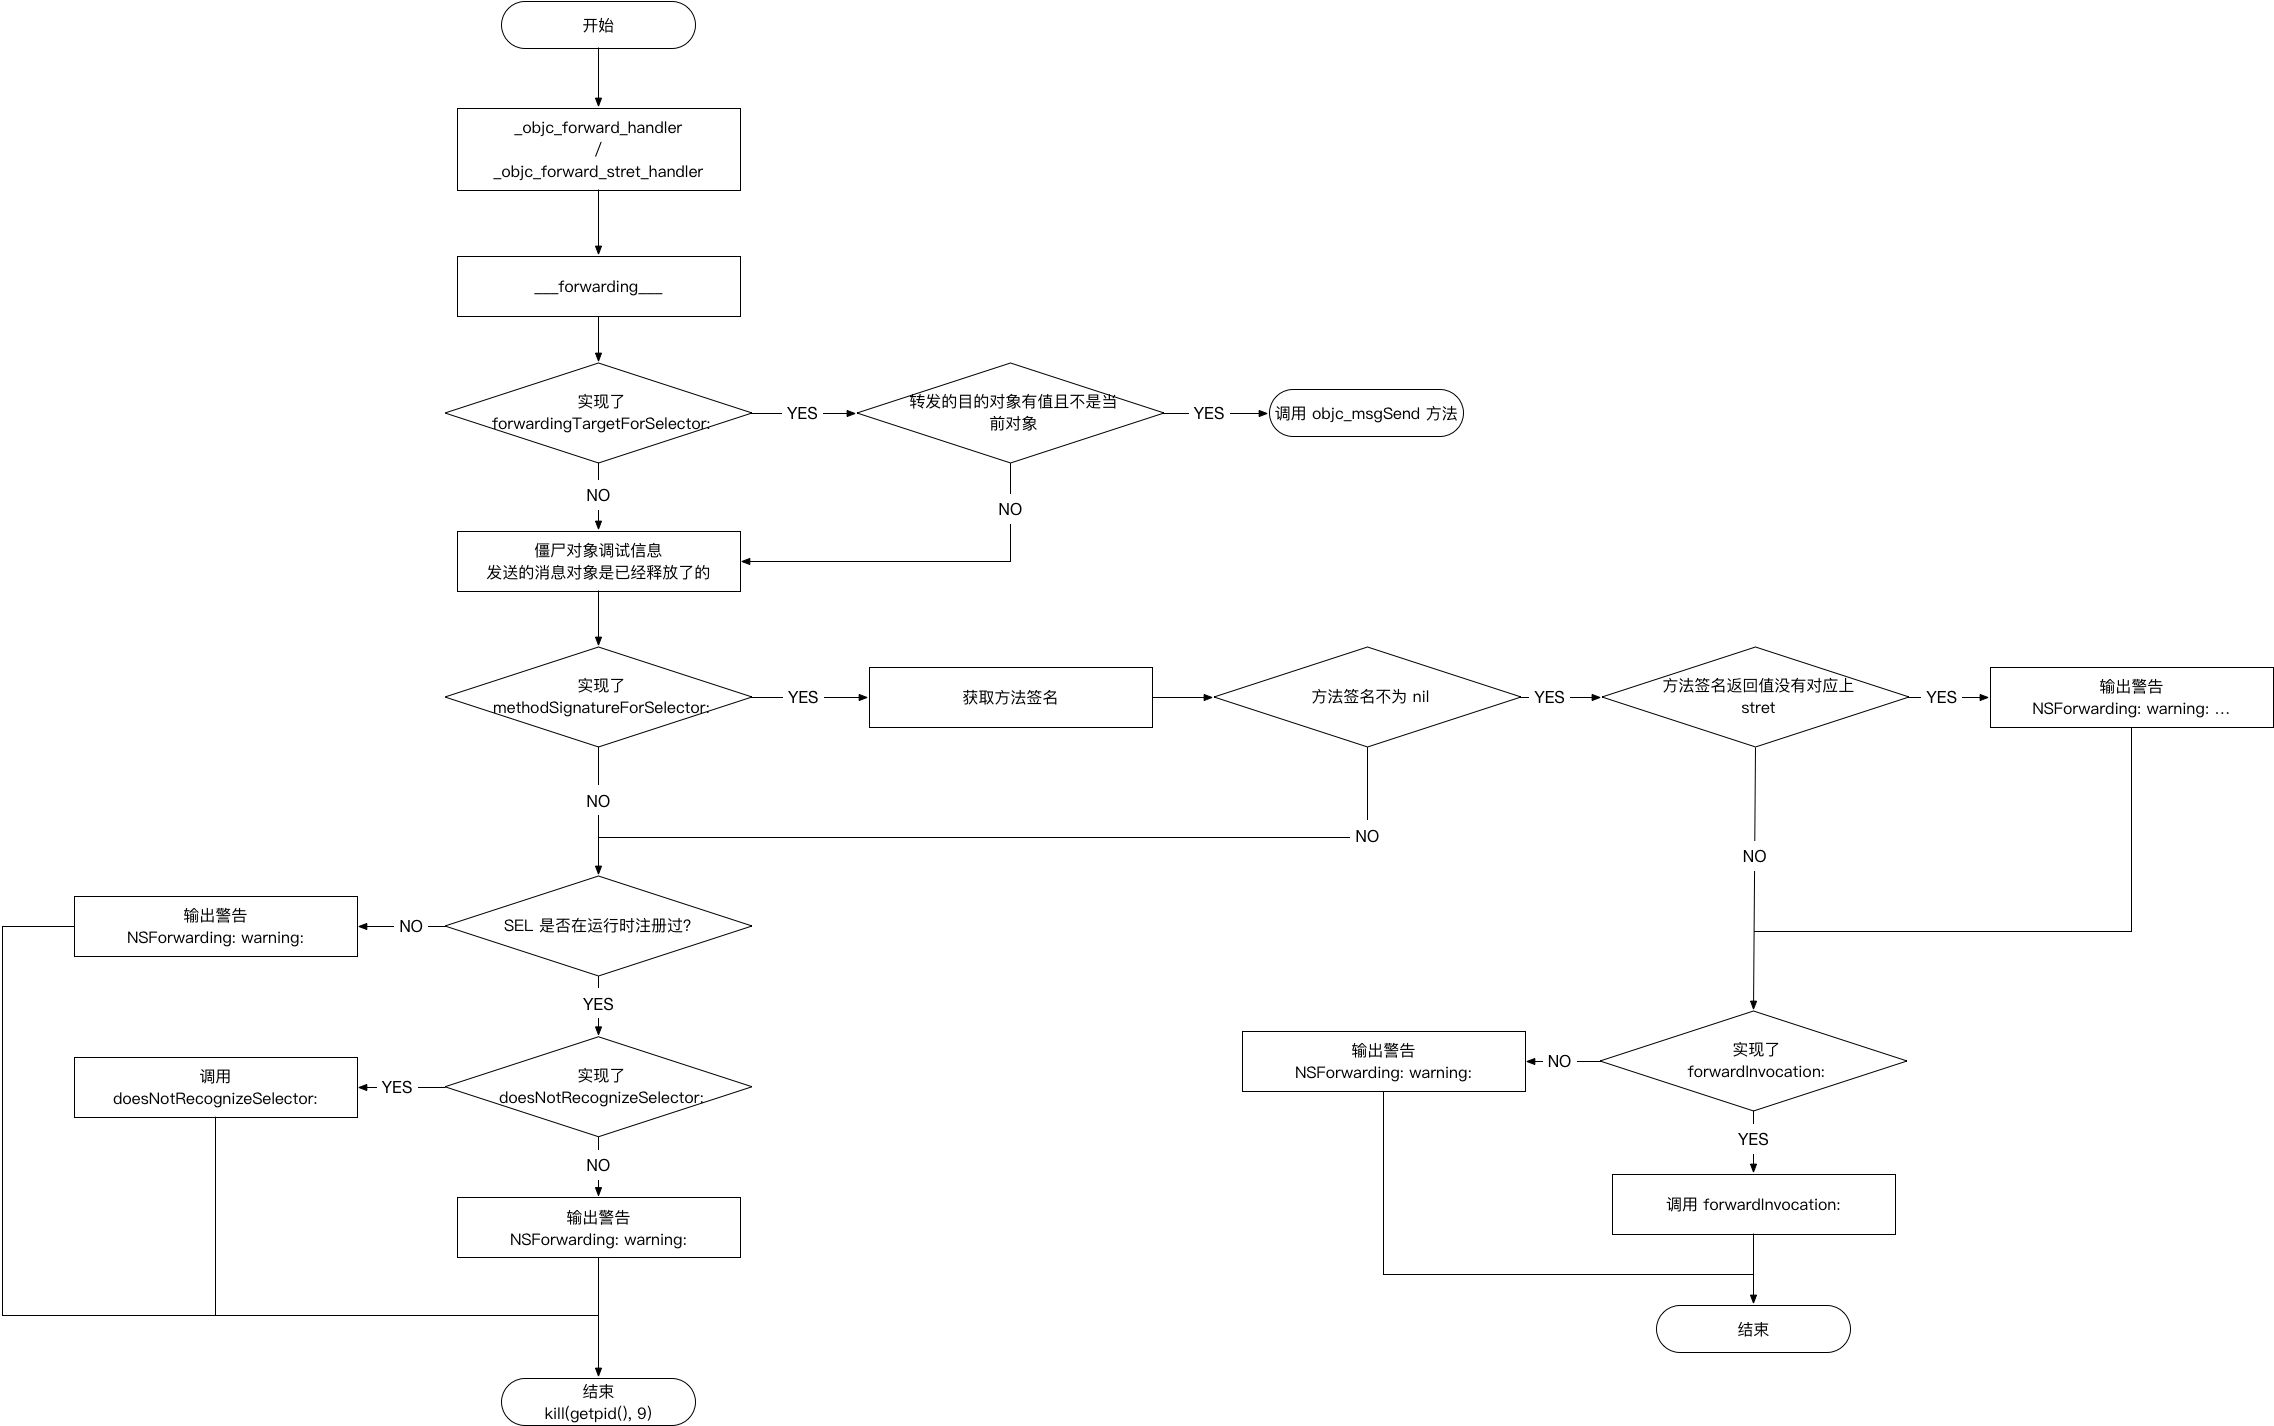 开始
_objc_forward_handler
/
_objc_forward_stret_handler
___forwarding___
实现了
forwardingTargetForSelector:
YES
转发的目的对象有值且不是当
前对象
YES
调用 objc_msgSend 方法
NO
NO
僵尸对象调试信息
发送的消息对象是已经释放了的
实现了
methodSignatureForSelector:
YES
获取方法签名
方法签名不为 nil
YES
方法签名返回值没有对应上
stret
YES
输出警告
NSForwarding: warning: ...
NO
NO
NO
输出警告
NSForwarding: warning:
NO
SEL 是否在运行时注册过?
YES
调用
doesNotRecognizeSelector:
YES
实现了
doesNotRecognizeSelector:
输出警告
NSForwarding: warning:
NO
实现了
forwardInvocation:
YES
NO
输出警告
NSForwarding: warning:
调用 forwardInvocation:
结束
结束
kill(getpid(), 9)